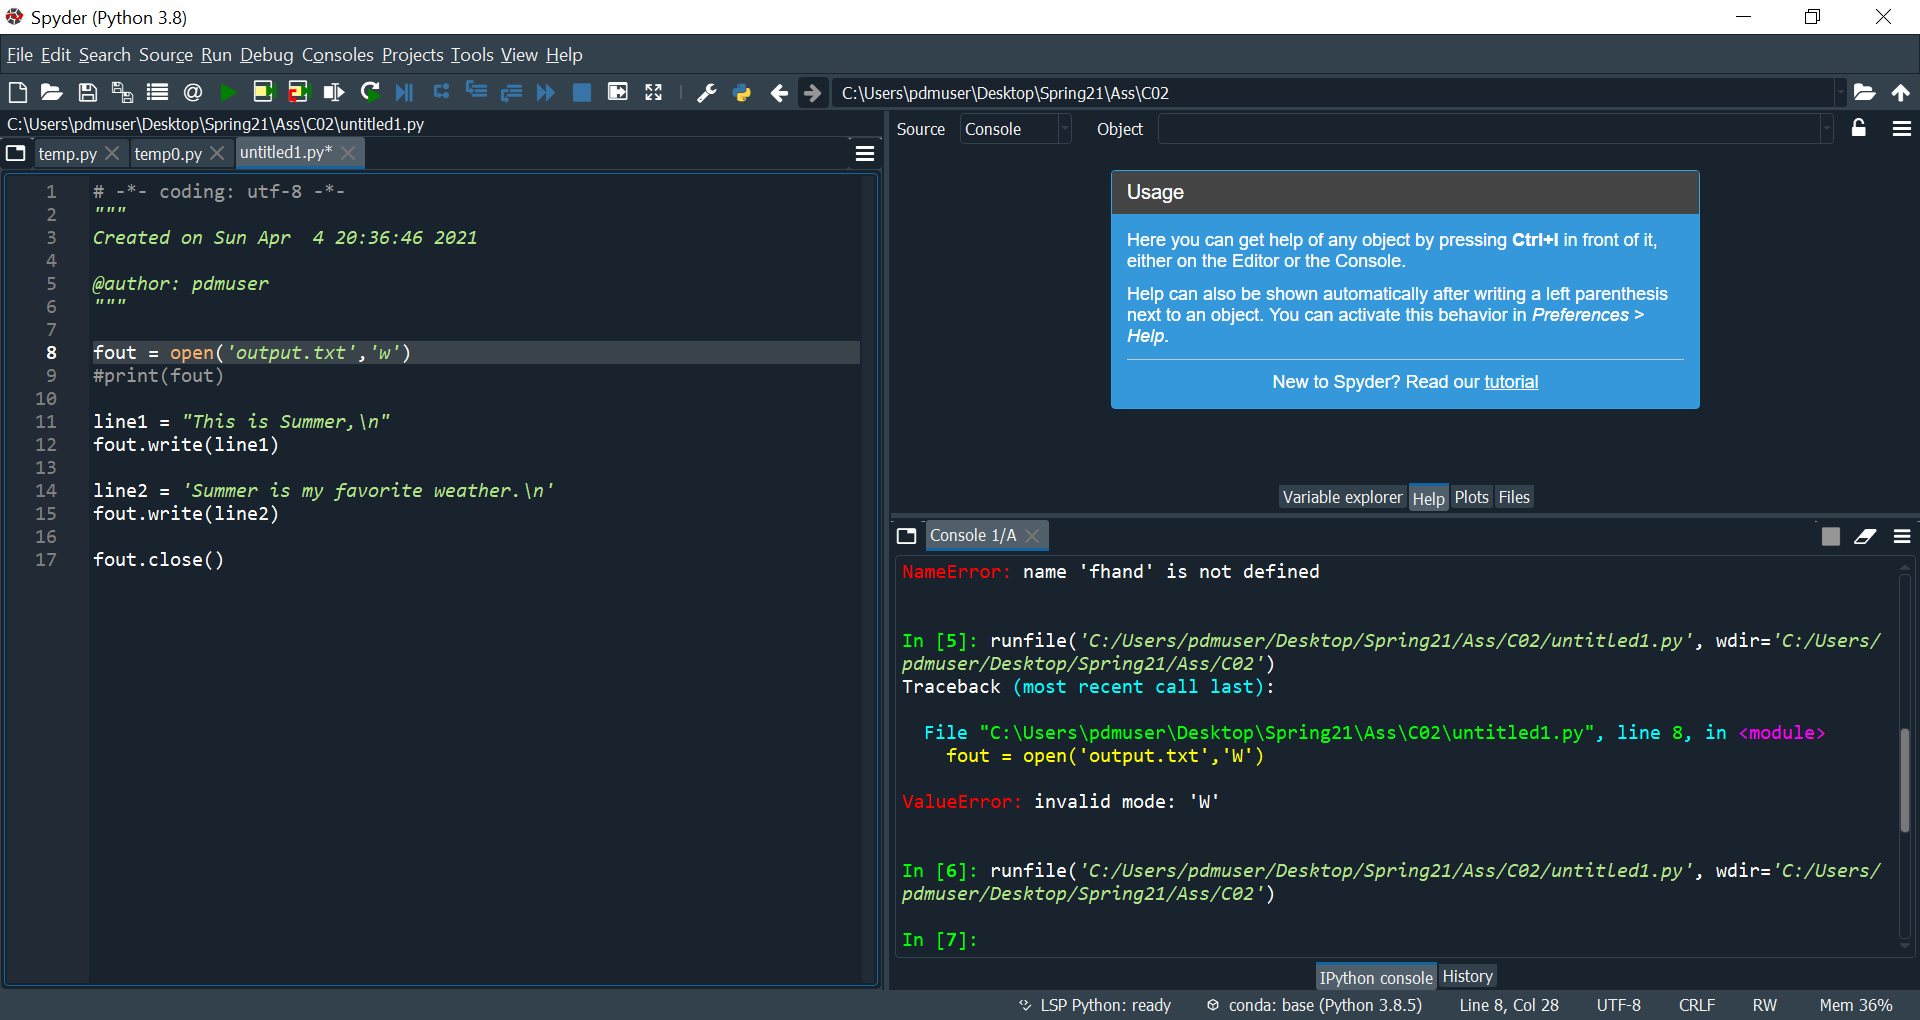 Spyder (Python 3.8)
File Edit Search Source Run Debug Consoles Projects Tools View Help
C:\Users\pdmuser\Desktop\Spring21\Ass\C02
C:\Users\pdmuser\Desktop\Spring21\Ass\C02\untitled1.py
temp.py temp0.py untitled1.py*
1 # -*- coding: utf-8 -*-
2 """
3 Created on Sun Apr  4 20:36:46 2021
4
5 @author: pdmuser
6 """
7
8 fout = open('output.txt','w')
9 #print(fout)
10
11 line1 = "This is Summer,\n"
12 fout.write(line1)
13
14 line2 = 'Summer is my favorite weather.\n'
15 fout.write(line2)
16
17 fout.close()
Source Console Object
Usage
Here you can get help of any object by pressing Ctrl+I in front of it,
either on the Editor or the Console.
Help can also be shown automatically after writing a left parenthesis
next to an object. You can activate this behavior in Preferences >
Help.
New to Spyder? Read our tutorial
Variable explorer Help Plots Files
Console 1/A
NameError: name 'fhand' is not defined
In [5]: runfile('C:/Users/pdmuser/Desktop/Spring21/Ass/C02/untitled1.py', wdir='C:/Users/
pdmuser/Desktop/Spring21/Ass/C02')
Traceback (most recent call last):
File "C:\Users\pdmuser\Desktop\Spring21\Ass\C02\untitled1.py", line 8, in <module>
fout = open('output.txt','W')
ValueError: invalid mode: 'W'
In [6]: runfile('C:/Users/pdmuser/Desktop/Spring21/Ass/C02/untitled1.py', wdir='C:/Users/
pdmuser/Desktop/Spring21/Ass/C02')
In [7]:
IPython console History
LSP Python: ready conda: base (Python 3.8.5) Line 8, Col 28 UTF-8 CRLF RW Mem 36%